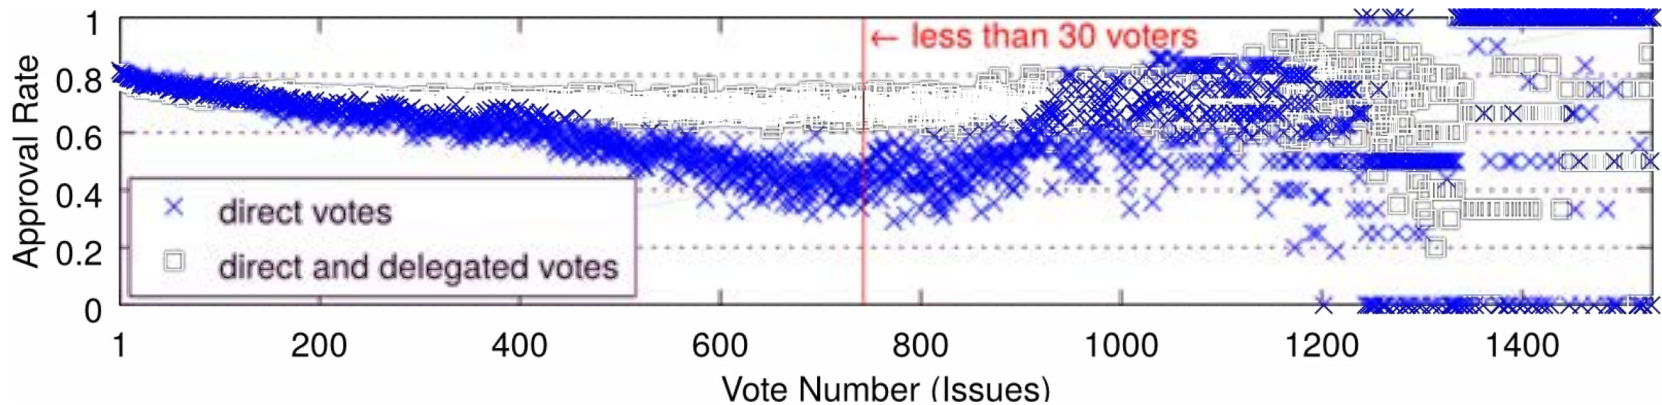 ← less than 30 voters
Approval Rate
1
0.8
0.6
0.4
0.2
0
direct votes
direct and delegated votes
1 200 400 600 800 1000 1200 1400
Vote Number (Issues)